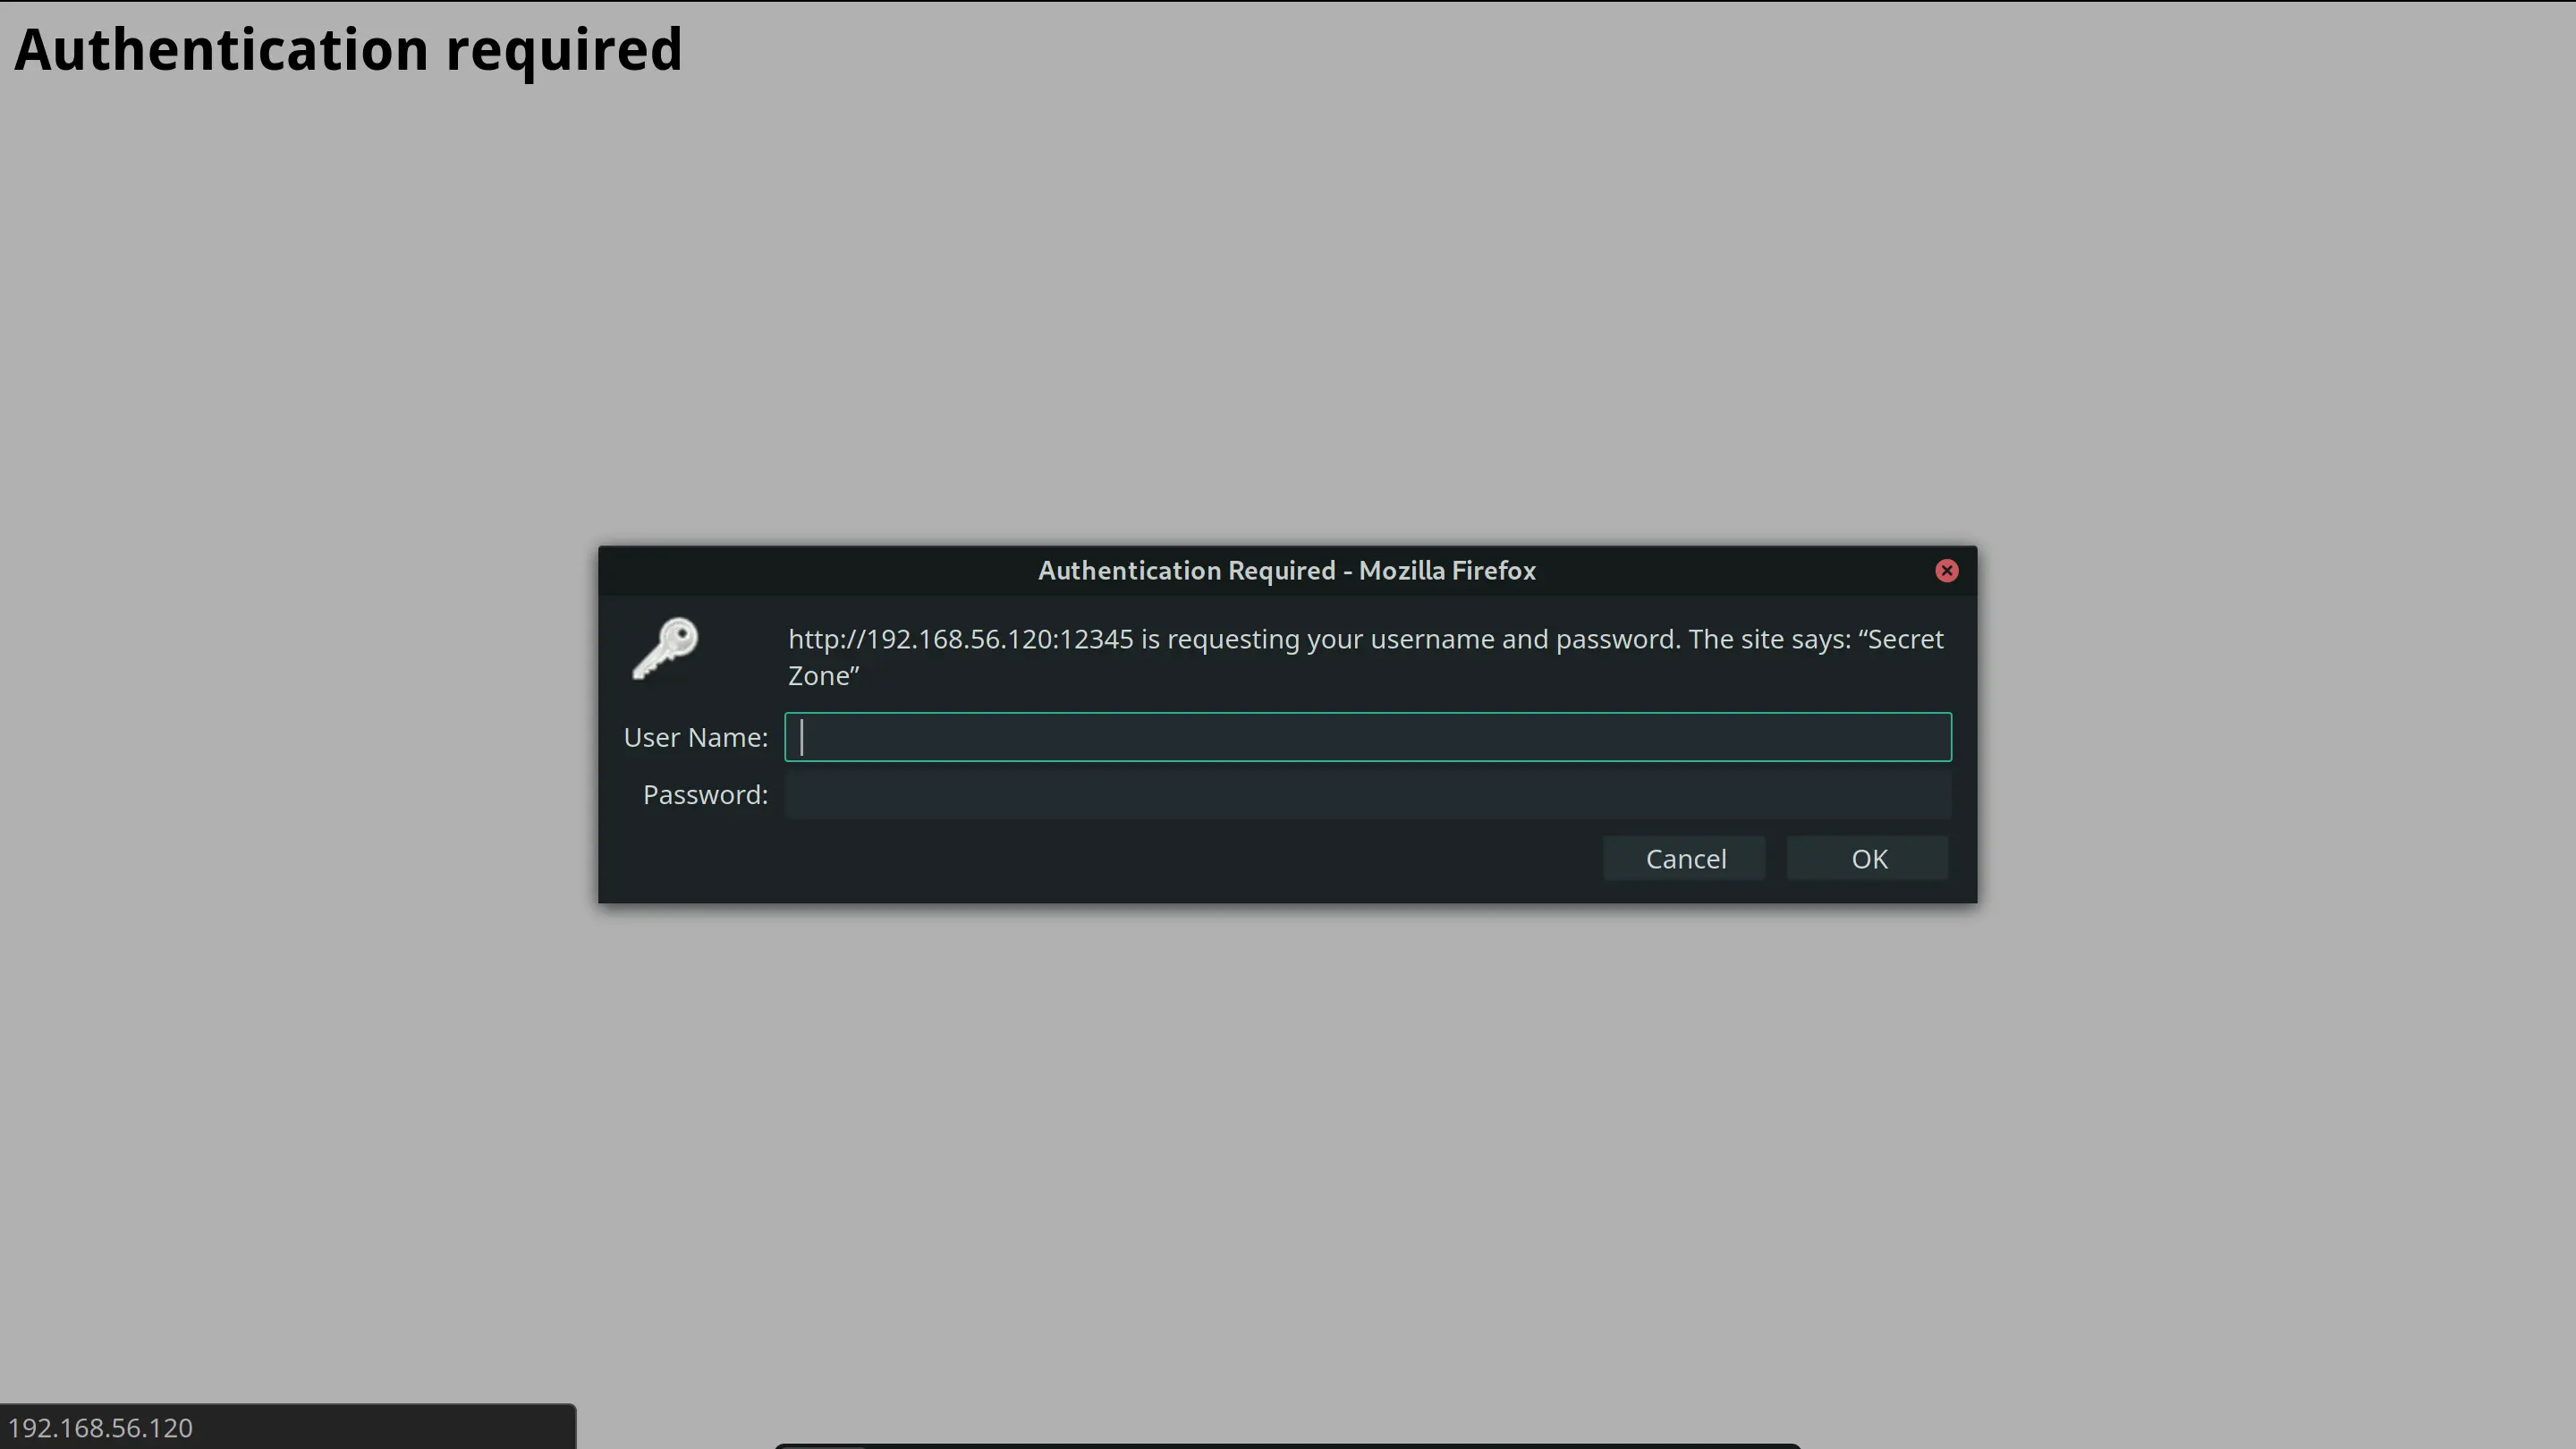 Authentication required
Authentication Required - Mozilla Firefox
http://192.168.56.120:12345 is requesting your username and password. The site says: “Secret
Zone”
User Name:
Password:
Cancel OK
192.168.56.120